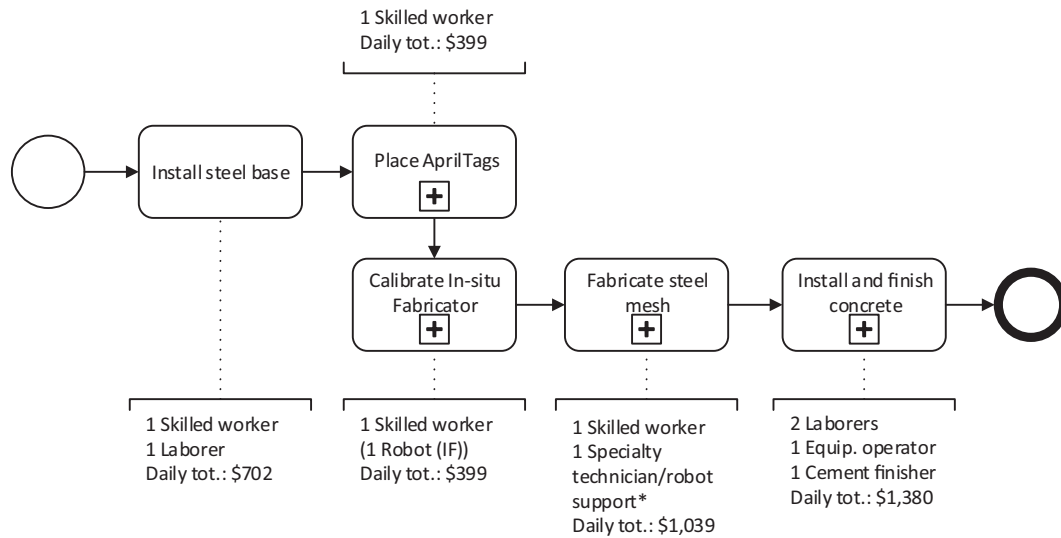 1 Skilled worker
Daily tot.: $399
Install steel base
Place AprilTags
Calibrate In-situ
Fabricator
Fabricate steel
mesh
Install and finish
concrete
1 Skilled worker
1 Laborer
Daily tot.: $702
1 Skilled worker
(1 Robot (IF))
Daily tot.: $399
1 Skilled worker
1 Specialty
technician/robot
support*
Daily tot.: $1,039
2 Laborers
1 Equip. operator
1 Cement finisher
Daily tot.: $1,380